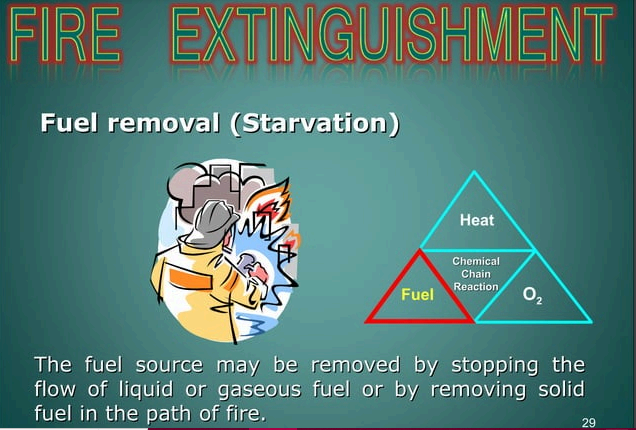 FIRE EXTINGUISHMENT
Fuel removal (Starvation)
Heat
Chemical
Chain
Reaction
Fuel
O₂
The fuel source may be removed by stopping the
flow of liquid or gaseous fuel or by removing solid
fuel in the path of fire.
29